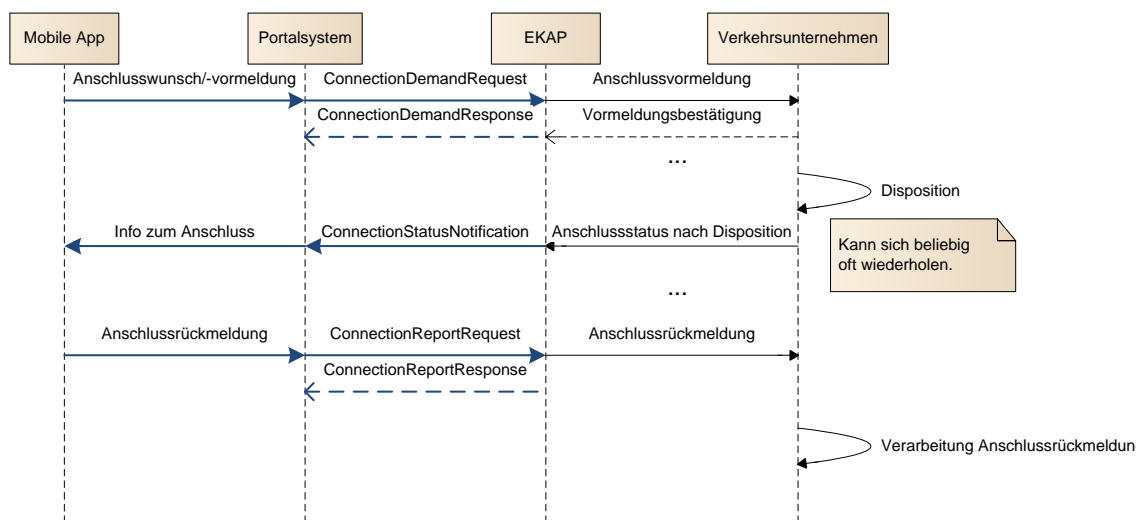 Mobile App
Portalsystem
EKAP
Verkehrsunternehmen
Anschlusswunsch/-vormeldung
ConnectionDemandRequest
Anschlussvormeldung
ConnectionDemandResponse
Vormeldungsbestätigung
...
Disposition
Info zum Anschluss
ConnectionStatusNotification
Anschlussstatus nach Disposition
Kann sich beliebig
oft wiederholen.
...
Anschlussrückmeldung
ConnectionReportRequest
Anschlussrückmeldung
ConnectionReportResponse
Verarbeitung Anschlussrückmeldun